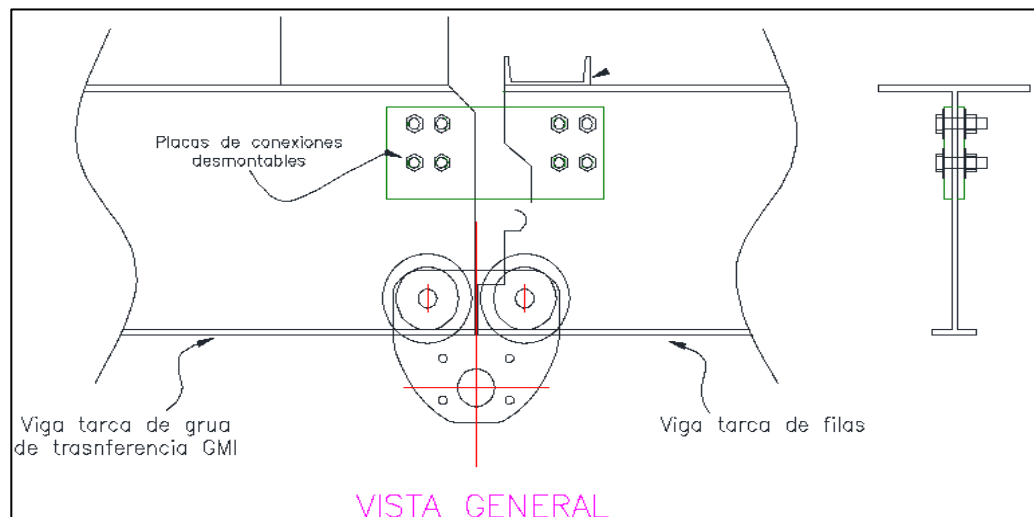 Placas de conexiones
desmontables
Viga tarca de grua
de trasnferencia GMI
Viga tarca de filas
VISTA GENERAL